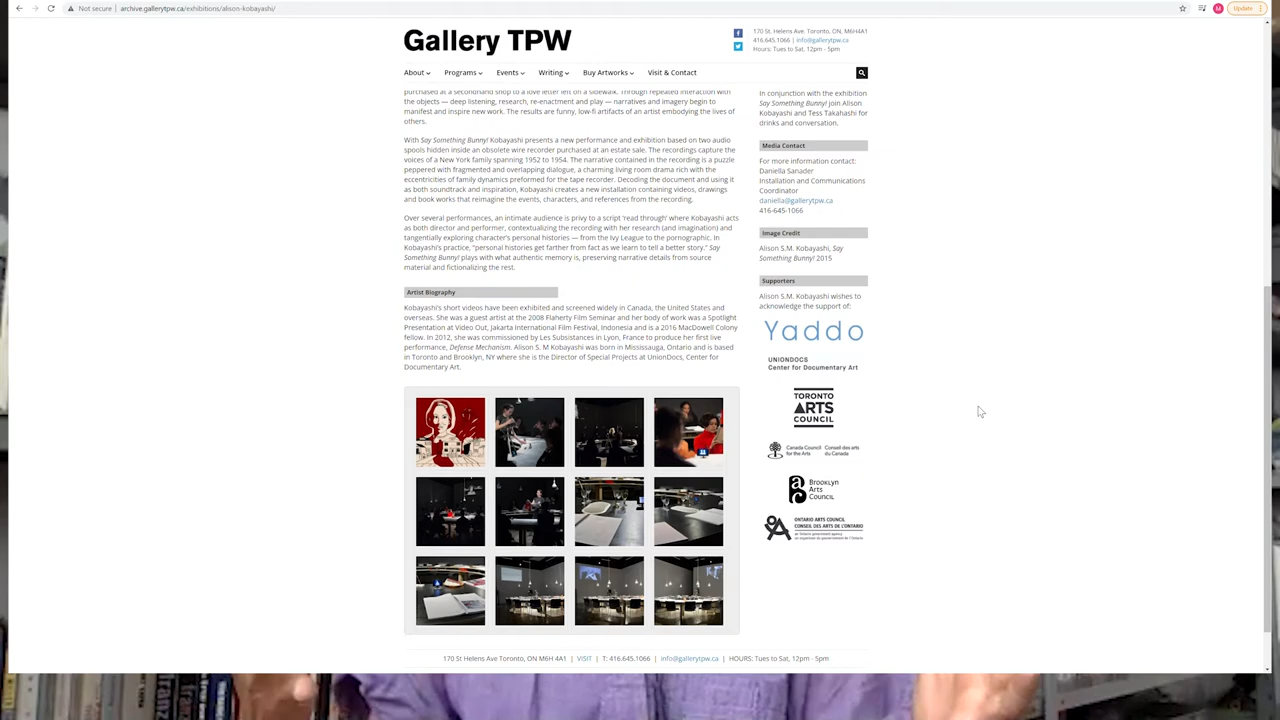 Not secure | archive.gallerytpw.ca/exhibitions/alison-kobayashi/
M
Update
Gallery TPW
170 St. Helens Ave. Toronto, ON, M6H4A1
416.645.1066 | info@gallerytpw.ca
Hours: Tues to Sat, 12pm - 5pm
About
Programs
Events
Writing
Buy Artworks
Visit & Contact
purchased at a secondhand shop to a love letter left on a sidewalk. Through repeated interaction with
the objects — deep listening, research, re-enactment and play — narratives and imagery begin to
manifest and inspire new work. The results are funny, low-fi artifacts of an artist embodying the lives of
others.
With Say Something Bunny! Kobayashi presents a new performance and exhibition based on two audio
spools hidden inside an obsolete wire recorder purchased at an estate sale. The recordings capture the
voices of a New York family spanning 1952 to 1954. The narrative contained in the recording is a puzzle
peppered with fragmented and overlapping dialogue, a charming living room drama rich with the
eccentricities of family dynamics preformed for the tape recorder. Decoding the document and using it
as both soundtrack and inspiration, Kobayashi creates a new installation containing videos, drawings
and book works that reimagine the events, characters, and references from the recording.
Over several performances, an intimate audience is privy to a script 'read through' where Kobayashi acts
as both director and performer, contextualizing the recording with her research (and imagination) and
tangentially exploring character's personal histories — from the Ivy League to the pornographic. In
Kobayashi's practice, "personal histories get farther from fact as we learn to tell a better story." Say
Something Bunny! plays with what authentic memory is, preserving narrative details from source
material and fictionalizing the rest.
Artist Biography
Kobayashi's short videos have been exhibited and screened widely in Canada, the United States and
overseas. She was a guest artist at the 2008 Flaherty Film Seminar and her body of work was a Spotlight
Presentation at Video Out, Jakarta International Film Festival, Indonesia and is a 2016 MacDowell Colony
fellow. In 2012, she was commissioned by Les Subsistances in Lyon, France to produce her first live
performance, Defense Mechanism. Alison S. M Kobayashi was born in Mississauga, Ontario and is based
in Toronto and Brooklyn, NY where she is the Director of Special Projects at UnionDocs, Center for
Documentary Art.
In conjunction with the exhibition
Say Something Bunny! join Alison
Kobayashi and Tess Takahashi for
drinks and conversation.
Media Contact
For more information contact:
Daniella Sanader
Installation and Communications
Coordinator
daniella@gallerytpw.ca
416-645-1066
Image Credit
Alison S.M. Kobayashi, Say
Something Bunny! 2015
Supporters
Alison S.M. Kobayashi wishes to
acknowledge the support of:
Yaddo
UNIONDOCS
Center for Documentary Art
TORONTO
ARTS
COUNCIL
Canada Council Conseil des arts
for the Arts du Canada
Brooklyn
Arts
Council
ONTARIO ARTS COUNCIL
CONSEIL DES ARTS DE L'ONTARIO
an Ontario government agency
un organisme du gouvernement de l'Ontario
170 St Helens Ave Toronto, ON M6H 4A1 | VISIT | T: 416.645.1066 | info@gallerytpw.ca | HOURS: Tues to Sat, 12pm - 5pm